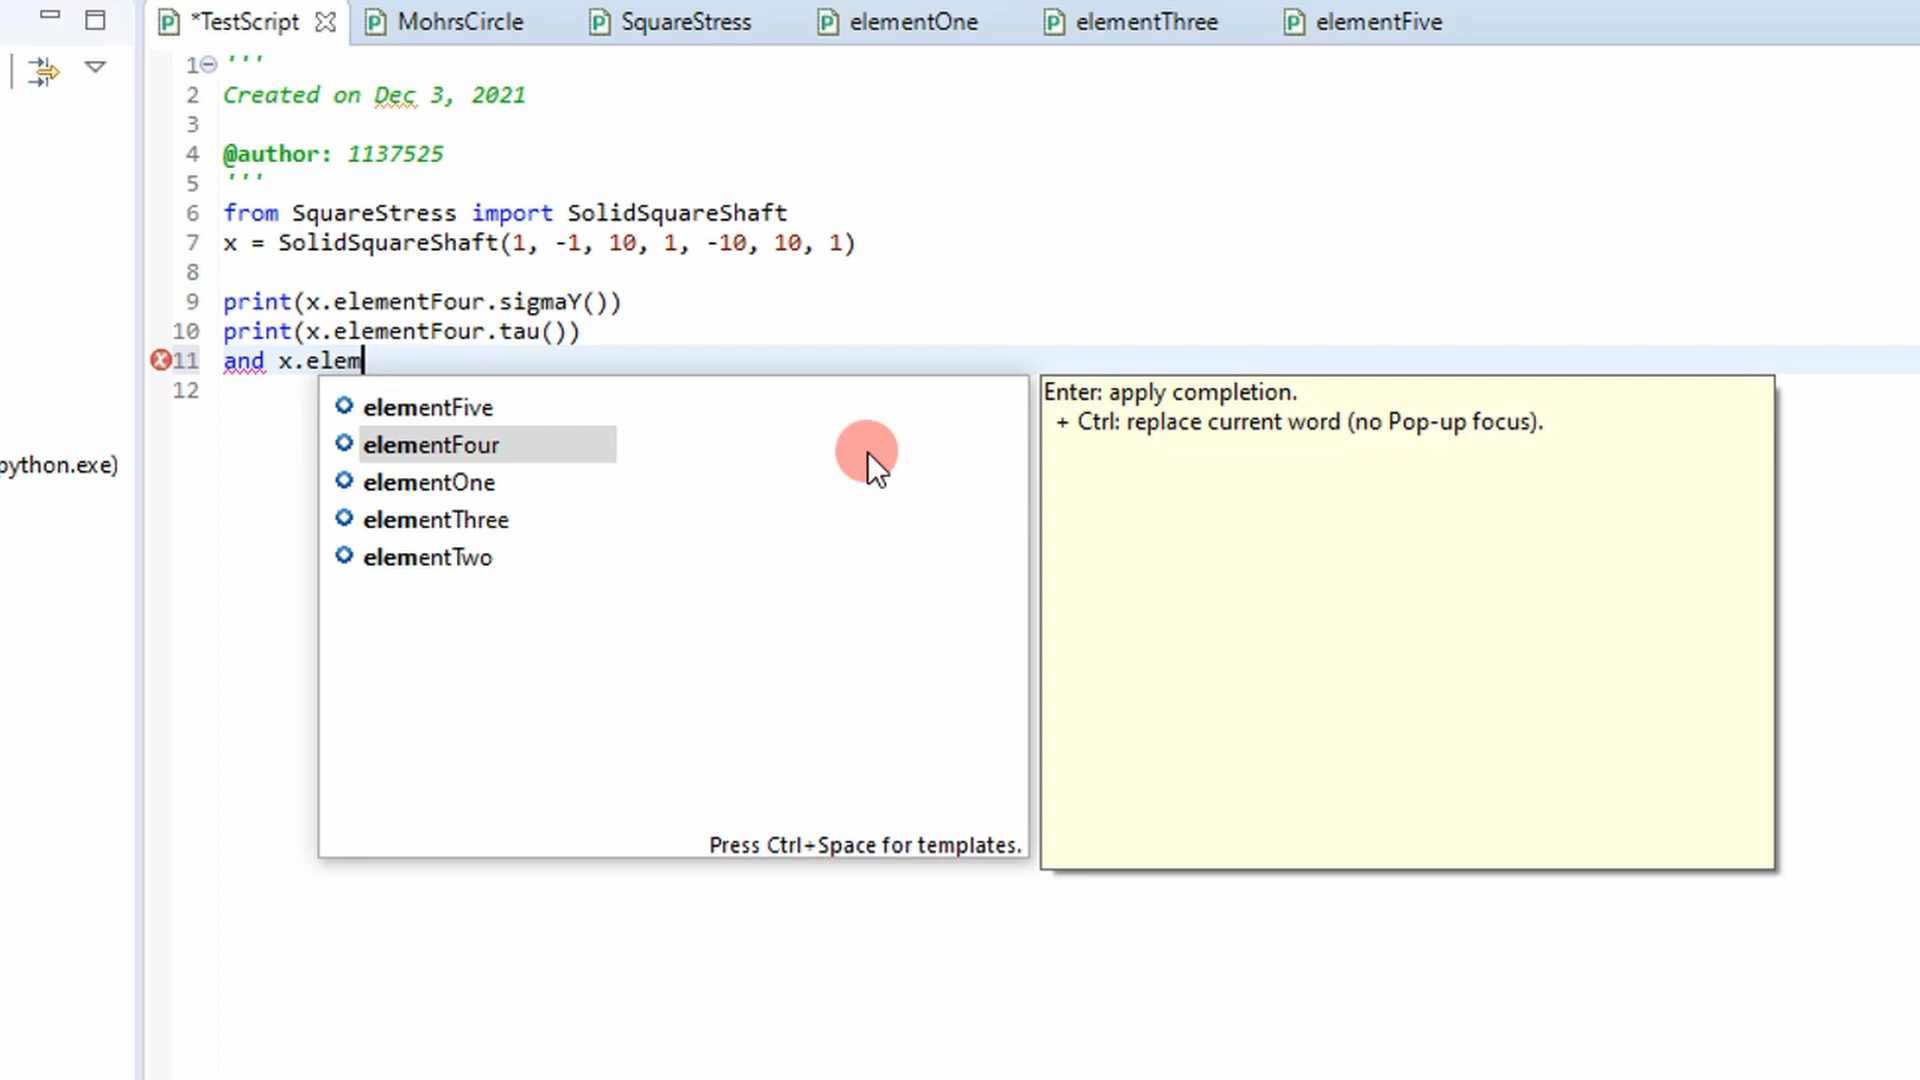 *TestScript MohrsCircle SquareStress elementOne elementThree elementFive
1 '''
2 Created on Dec 3, 2021
3
4 @author: 1137525
5 '''
6 from SquareStress import SolidSquareShaft
7 x = SolidSquareShaft(1, -1, 10, 1, -10, 10, 1)
8
9 print(x.elementFour.sigmaY())
10 print(x.elementFour.tau())
11 and x.elem
12
python.exe)
elementFive
elementFour
elementOne
elementThree
elementTwo
Press Ctrl+Space for templates.
Enter: apply completion.
+ Ctrl: replace current word (no Pop-up focus).